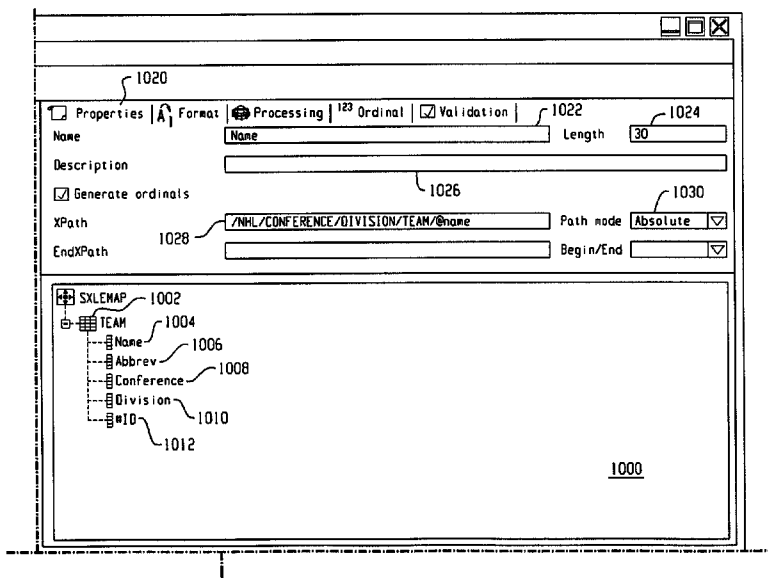 1020
Properties Format Processing 123 Ordinal Validation 1022 1024
Name Name Length 30
Description
Generate ordinals 1026 1030
XPath /NHL/CONFERENCE/DIVISION/TEAM/@name Path mode Absolute
1028
EndXPath Begin/End
SXLEMAP 1002
TEAM 1004
Name 1006
Abbrev 1008
Conference
Division 1010
#ID
1012
1000